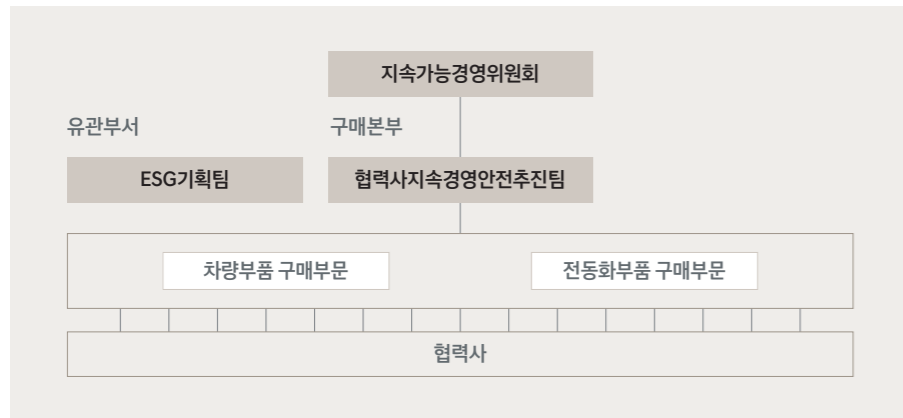 지속가능경영위원회
유관부서
구매본부
ESG기획팀
협력사지속경영안전추진팀
차량부품 구매부문
전동화부품 구매부문
협력사